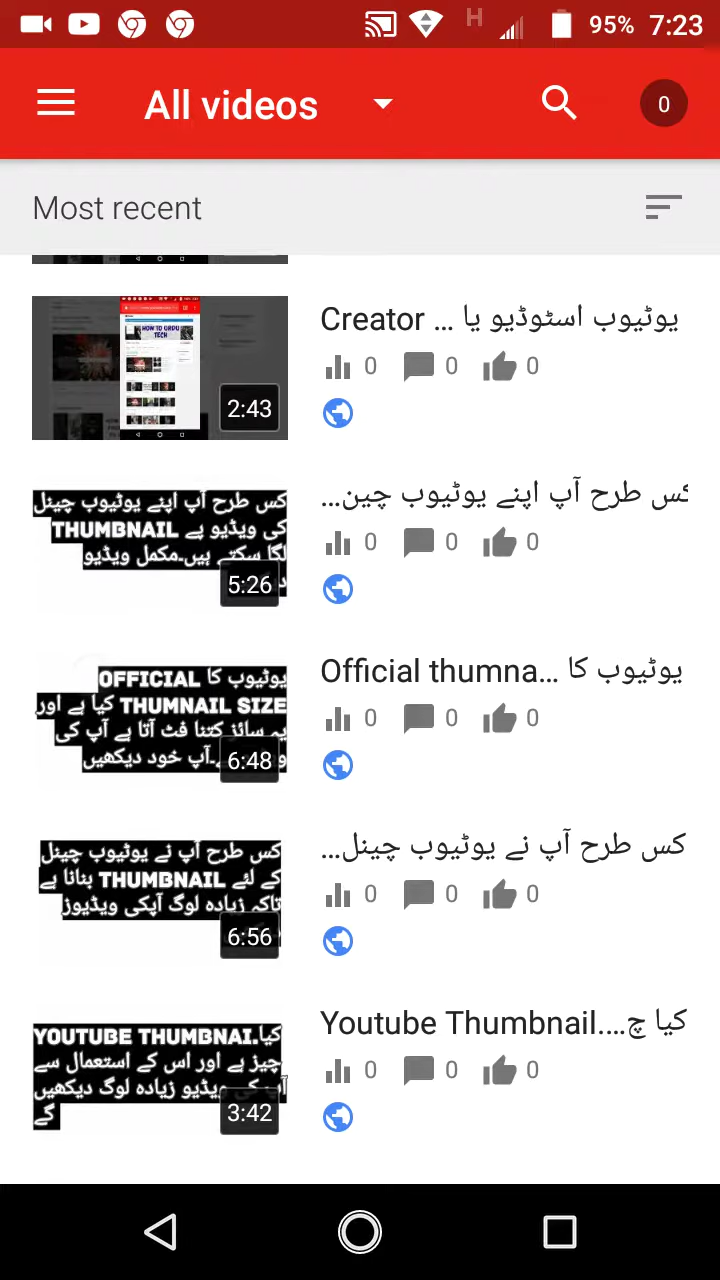 H 95% 7:23
All videos 0
Most recent
HOW TO URDU
TECH
2:43
یوٹیوب اسٹوڈیو یا Creator ...
0 0 0
کس طرح آپ اپنے یوٹیوب چینل
کی ویڈیو پے THUMBNAIL
لگا سکتے ہیں۔مکمل ویڈیو
5:26
کس طرح آپ اپنے یوٹیوب چین...
0 0 0
یوٹیوب کا OFFICIAL
THUMNAIL SIZE کیا ہے اور
یہ سائز کتنا فٹ آتا ہے آپ کی
آپ خود دیکھیں
6:48
یوٹیوب کا Official thumna...
0 0 0
کس طرح آپ نے یوٹیوب چینل
کے لئے THUMBNAIL بنانا ہے
تاکہ زیادہ لوگ آپکی ویڈیوز
6:56
کس طرح آپ نے یوٹیوب چینل...
0 0 0
کیا.YOUTUBE THUMBNAI
چیز ہے اور اس کے استعمال سے
آپ کی ویڈیو زیادہ لوگ دیکھیں
گے
3:42
کیا چ...‎.Youtube Thumbnail
0 0 0